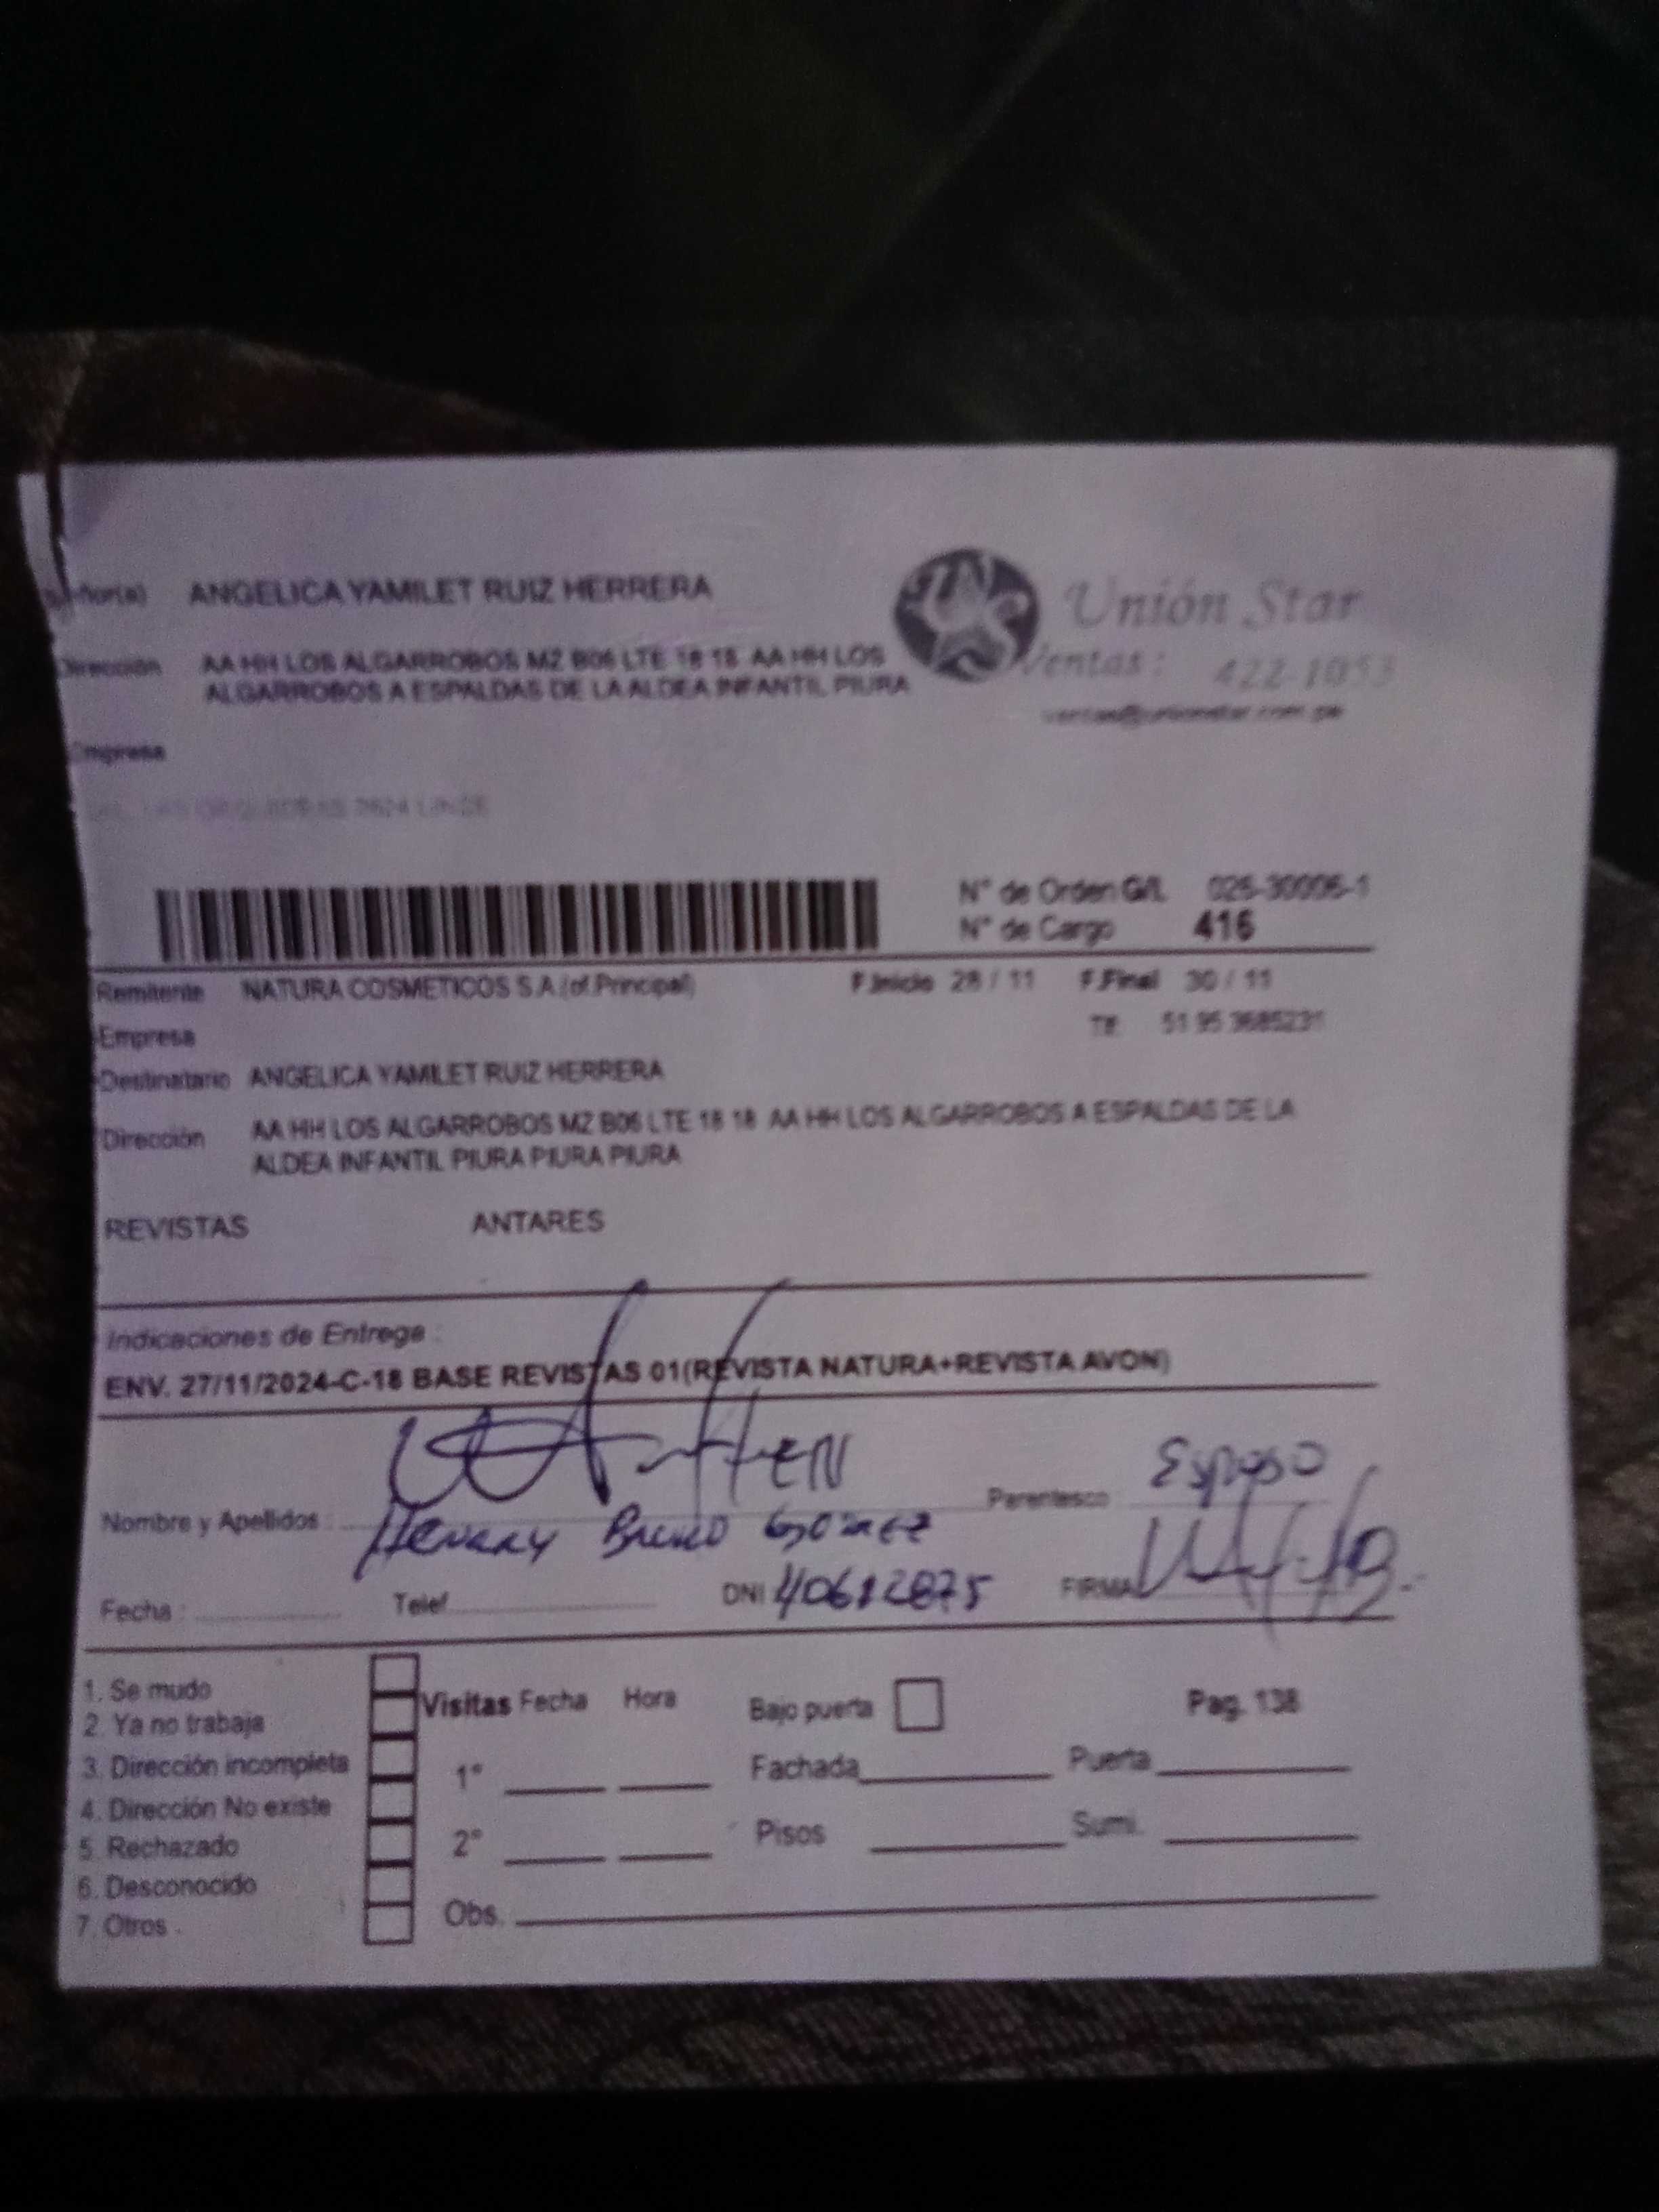 ANGELICA YAMILET RUIZ HERRERA
Unión Star
Dirección AA HH LOS ALGARROBOS MZ B06 LTE 18 18 AA HH LOS
ALGARROBOS A ESPALDAS DE LA ALDEA INFANTIL PIURA
Ventas: 422-1053
ventas@unionstar.com.pe
Empresa
N° de Orden G/L 025-30005-1
N° de Cargo 416
Remitente NATURA COSMETICOS S.A.(of.Principal) F.Inicio 28 / 11 F.Final 30 / 11
Empresa Tlf. 51 95 3685231
Destinatario ANGELICA YAMILET RUIZ HERRERA
Dirección AA HH LOS ALGARROBOS MZ B06 LTE 18 18 AA HH LOS ALGARROBOS A ESPALDAS DE LA
ALDEA INFANTIL PIURA PIURA PIURA
REVISTAS ANTARES
Indicaciones de Entrega :
ENV. 27/11/2024-C-18 BASE REVISTAS 01(REVISTA NATURA+REVISTA AVON)
Nombre y Apellidos : Parentesco Esposo
Fecha : Telef. DNI 40612875 FIRMA
1. Se mudo
2. Ya no trabaja
3. Dirección incompleta
4. Dirección No existe
5. Rechazado
6. Desconocido
7. Otros
Visitas Fecha Hora Bajo puerta Pag. 138
1° Fachada Puerta
2° Pisos Sumi.
Obs.